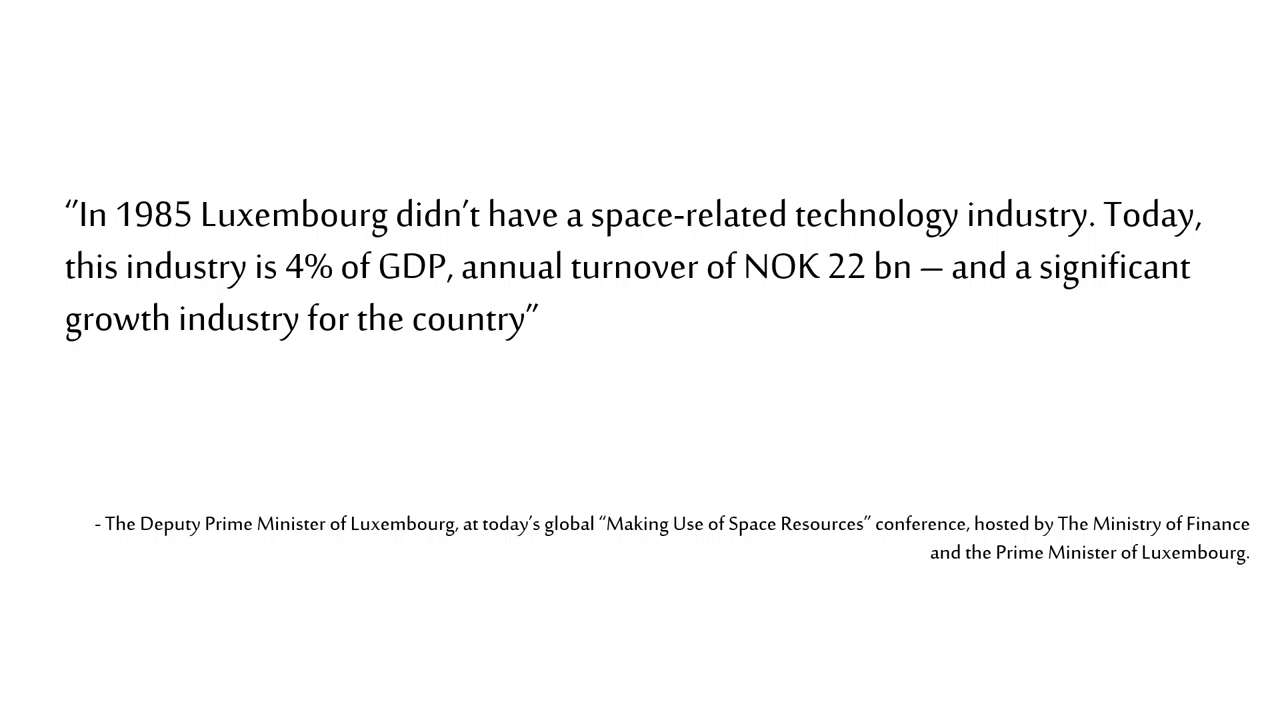 “In 1985 Luxembourg didn’t have a space-related technology industry. Today,
this industry is 4% of GDP, annual turnover of NOK 22 bn – and a significant
growth industry for the country”
- The Deputy Prime Minister of Luxembourg, at today’s global “Making Use of Space Resources” conference, hosted by The Ministry of Finance
and the Prime Minister of Luxembourg.